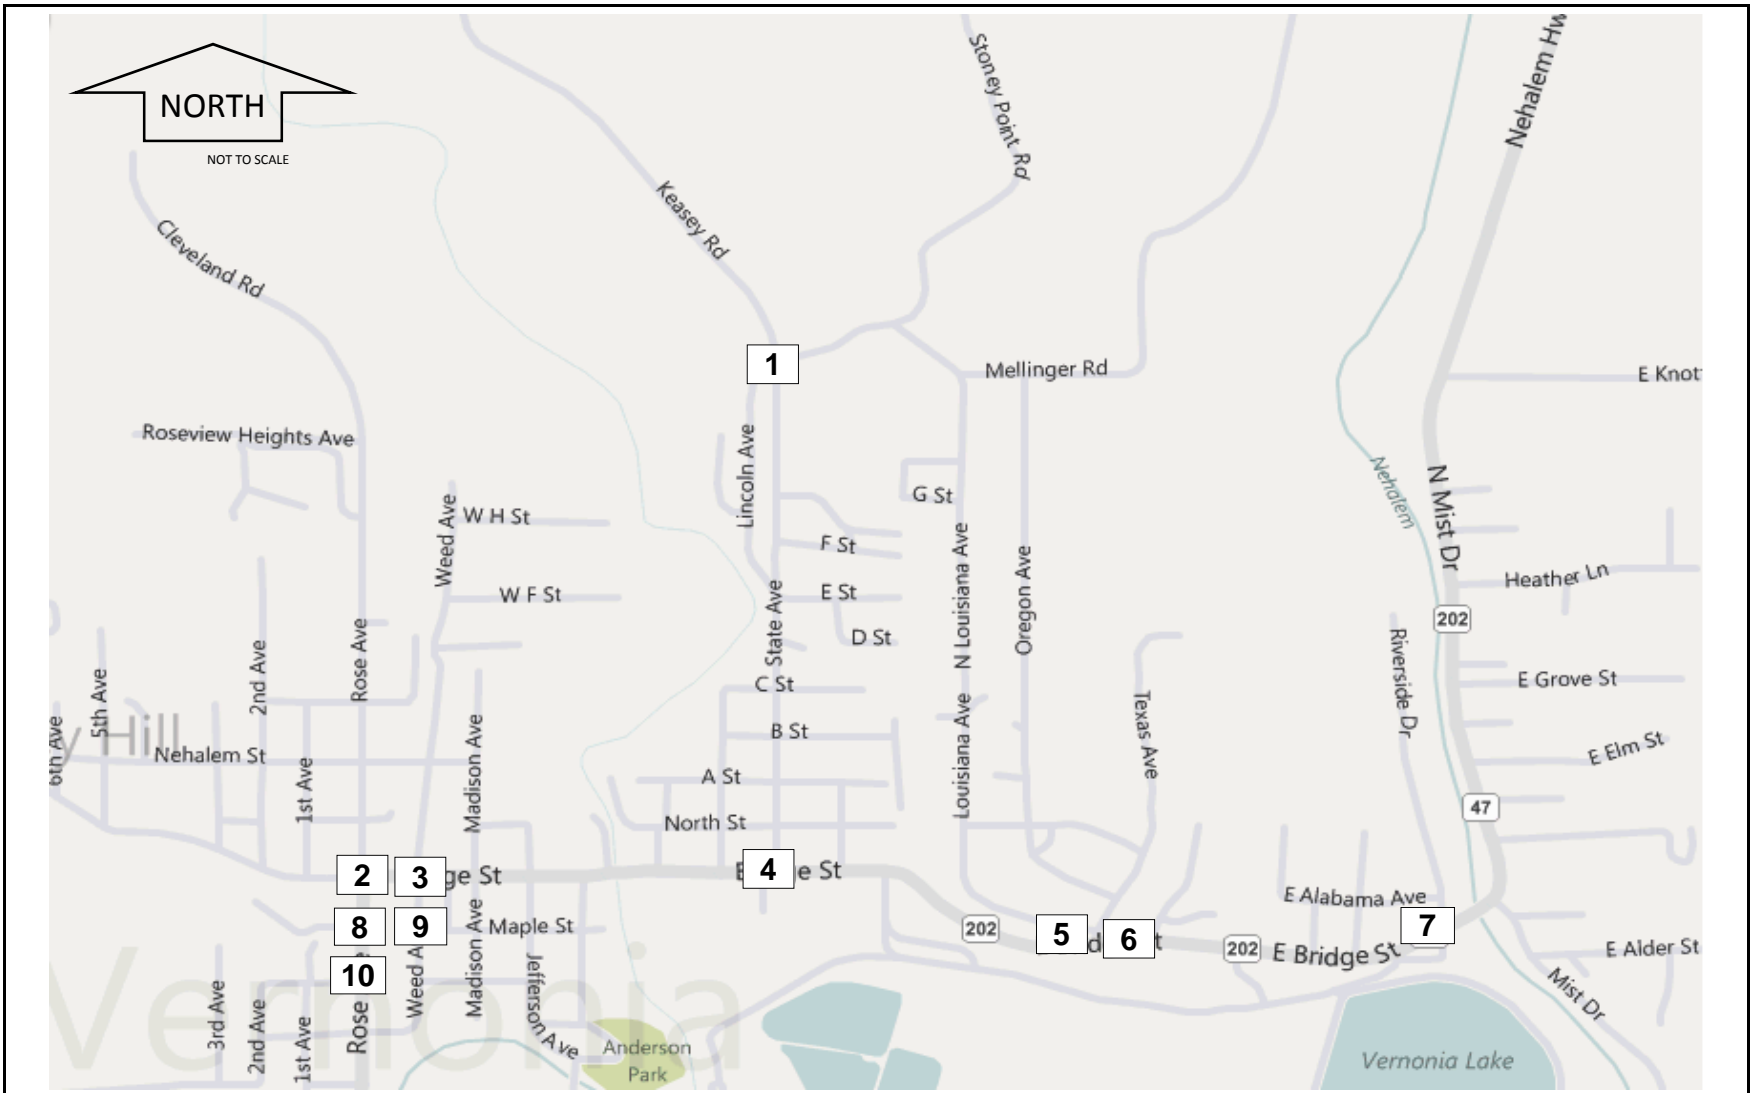 NORTH
NOT TO SCALE
Nehalem Hw
Stoney Point Rd
Keasey Rd
Cleveland Rd
1
Mellinger Rd
E Knot
Roseview Heights Ave
Lincoln Ave
G St
Nehalem
N Mist Dr
Weed Ave
W H St
F St
N Louisiana Ave
Oregon Ave
W F St
E St
Heather Ln
State Ave
D St
202
2nd Ave
Rose Ave
C St
Riverside Dr
E Grove St
5th Ave
6th Ave
y Hill
Nehalem St
Madison Ave
B St
Louisiana Ave
Texas Ave
E Elm St
1st Ave
A St
47
North St
2
3
ge St
4
e St
E Alabama Ave
8
9
Madison Ave
Maple St
202
5
6
t
202
E Bridge St
7
E Alder St
10
Weed A
Jefferson Ave
Mist Dr
Vernonia
3rd Ave
2nd Ave
1st Ave
Rose
Anderson
Park
Vernonia Lake